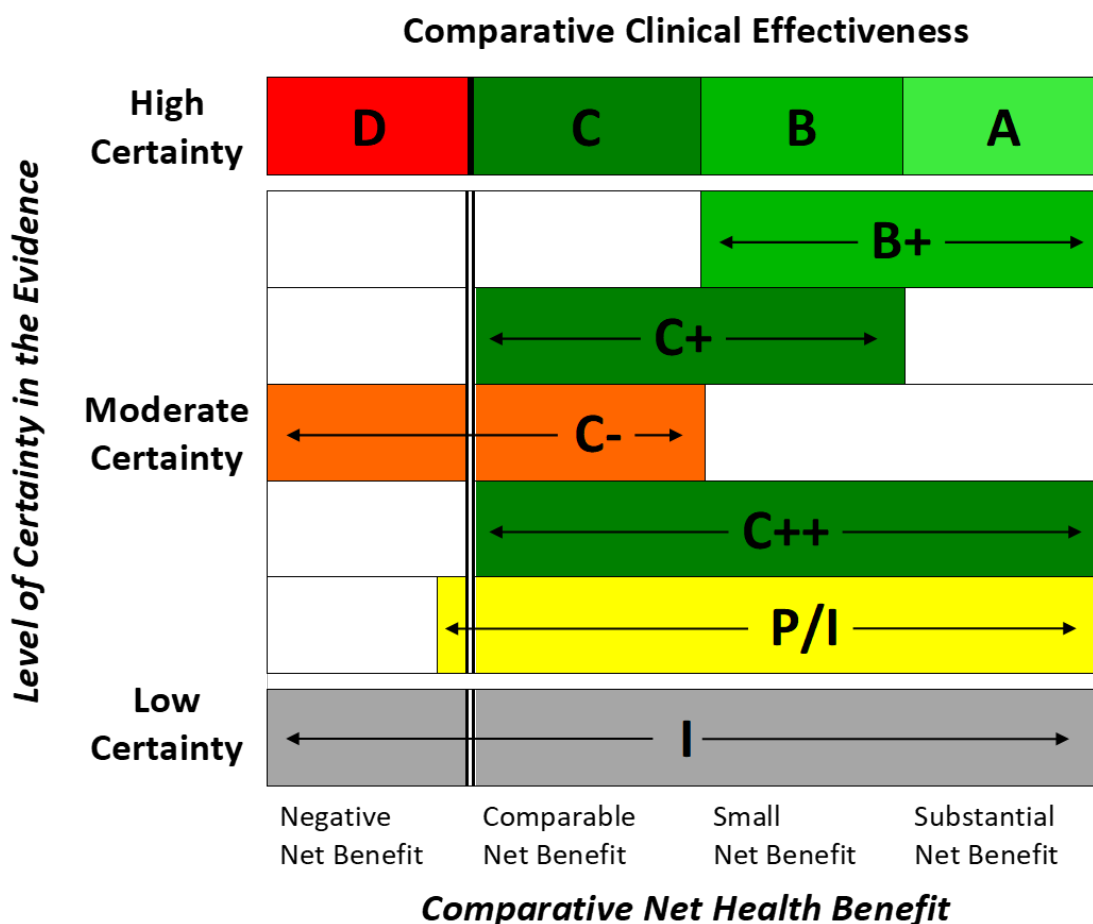 Comparative Clinical Effectiveness
High
Certainty
D
C
B
A
B+
C+
Moderate
Certainty
C-
C++
P/I
Low
Certainty
I
Level of Certainty in the Evidence
Negative
Net Benefit
Comparable
Net Benefit
Small
Net Benefit
Substantial
Net Benefit
Comparative Net Health Benefit